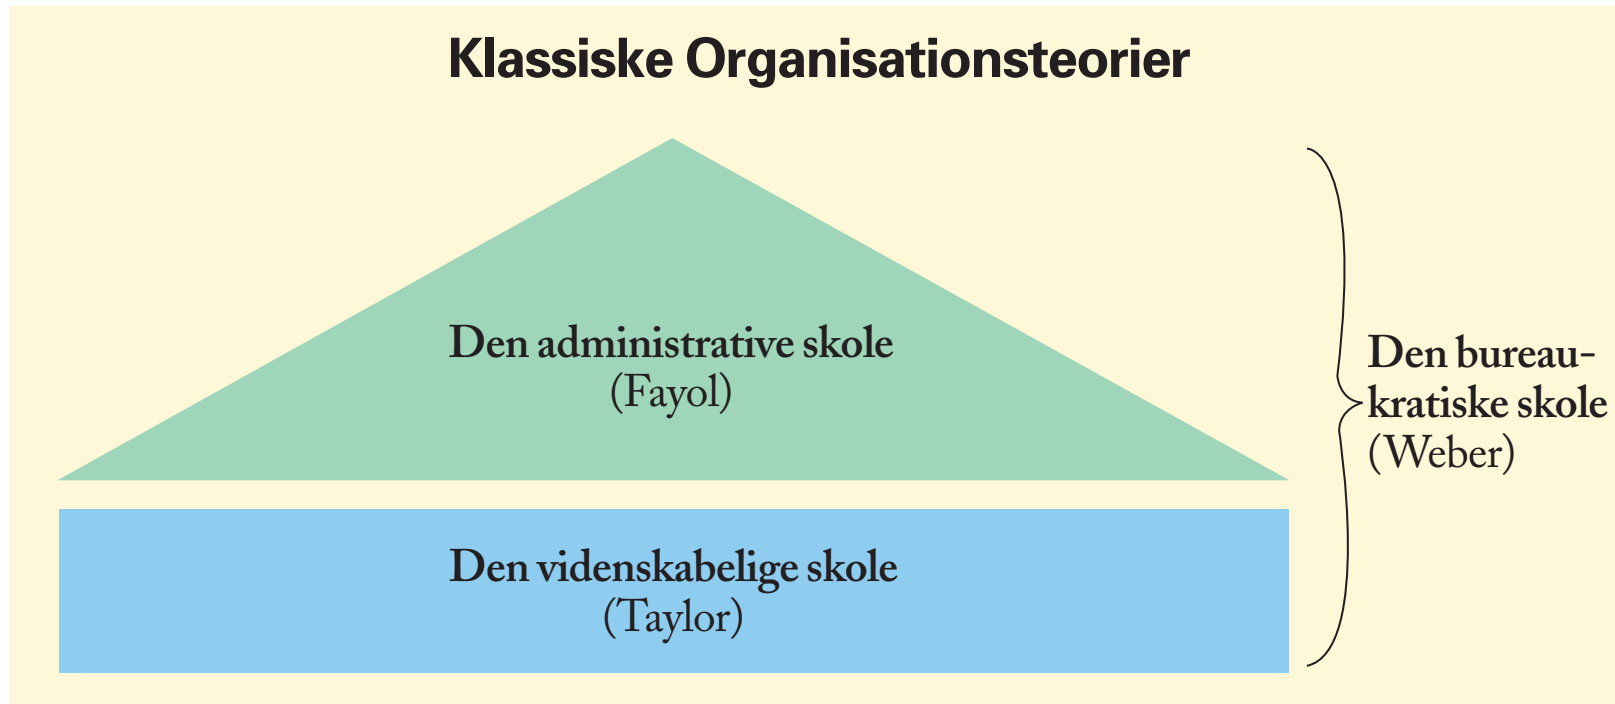 Klassiske Organisationsteorier
Den administrative skole
(Fayol)
Den bureau-
kratiske skole
(Weber)
Den videnskabelige skole
(Taylor)